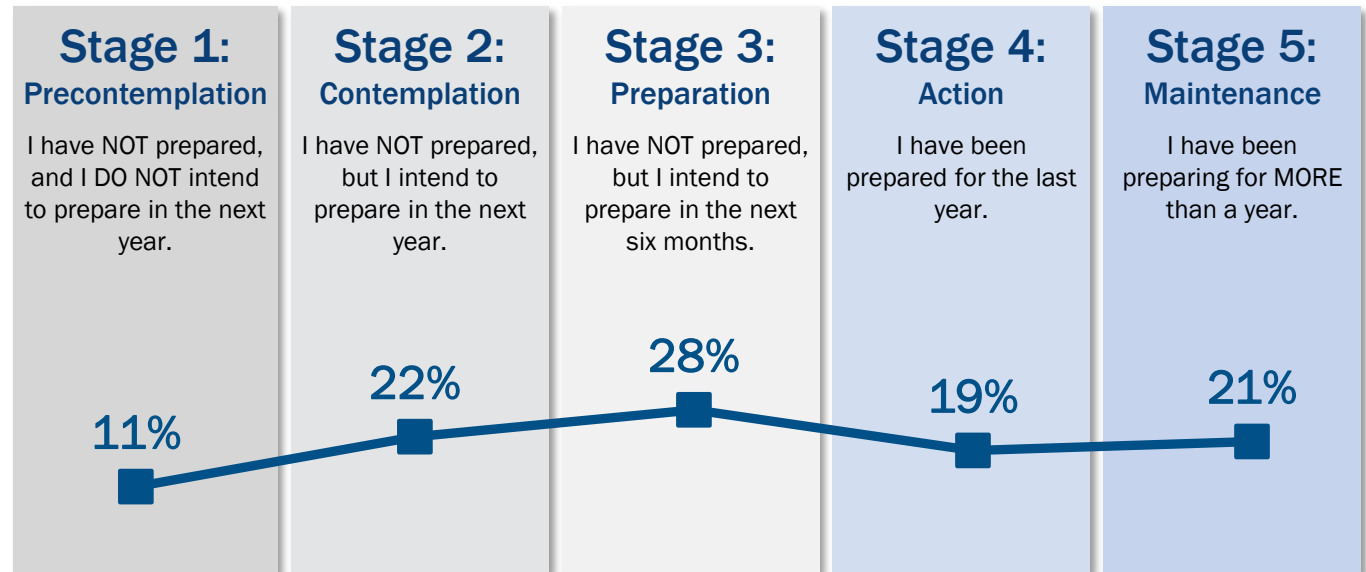 Stage 1:
Precontemplation
I have NOT prepared,
and I DO NOT intend
to prepare in the next
year.
11%
Stage 2:
Contemplation
I have NOT prepared,
but I intend to
prepare in the next
year.
22%
Stage 3:
Preparation
I have NOT prepared,
but I intend to
prepare in the next
six months.
28%
Stage 4:
Action
I have been
prepared for the last
year.
19%
Stage 5:
Maintenance
I have been
preparing for MORE
than a year.
21%